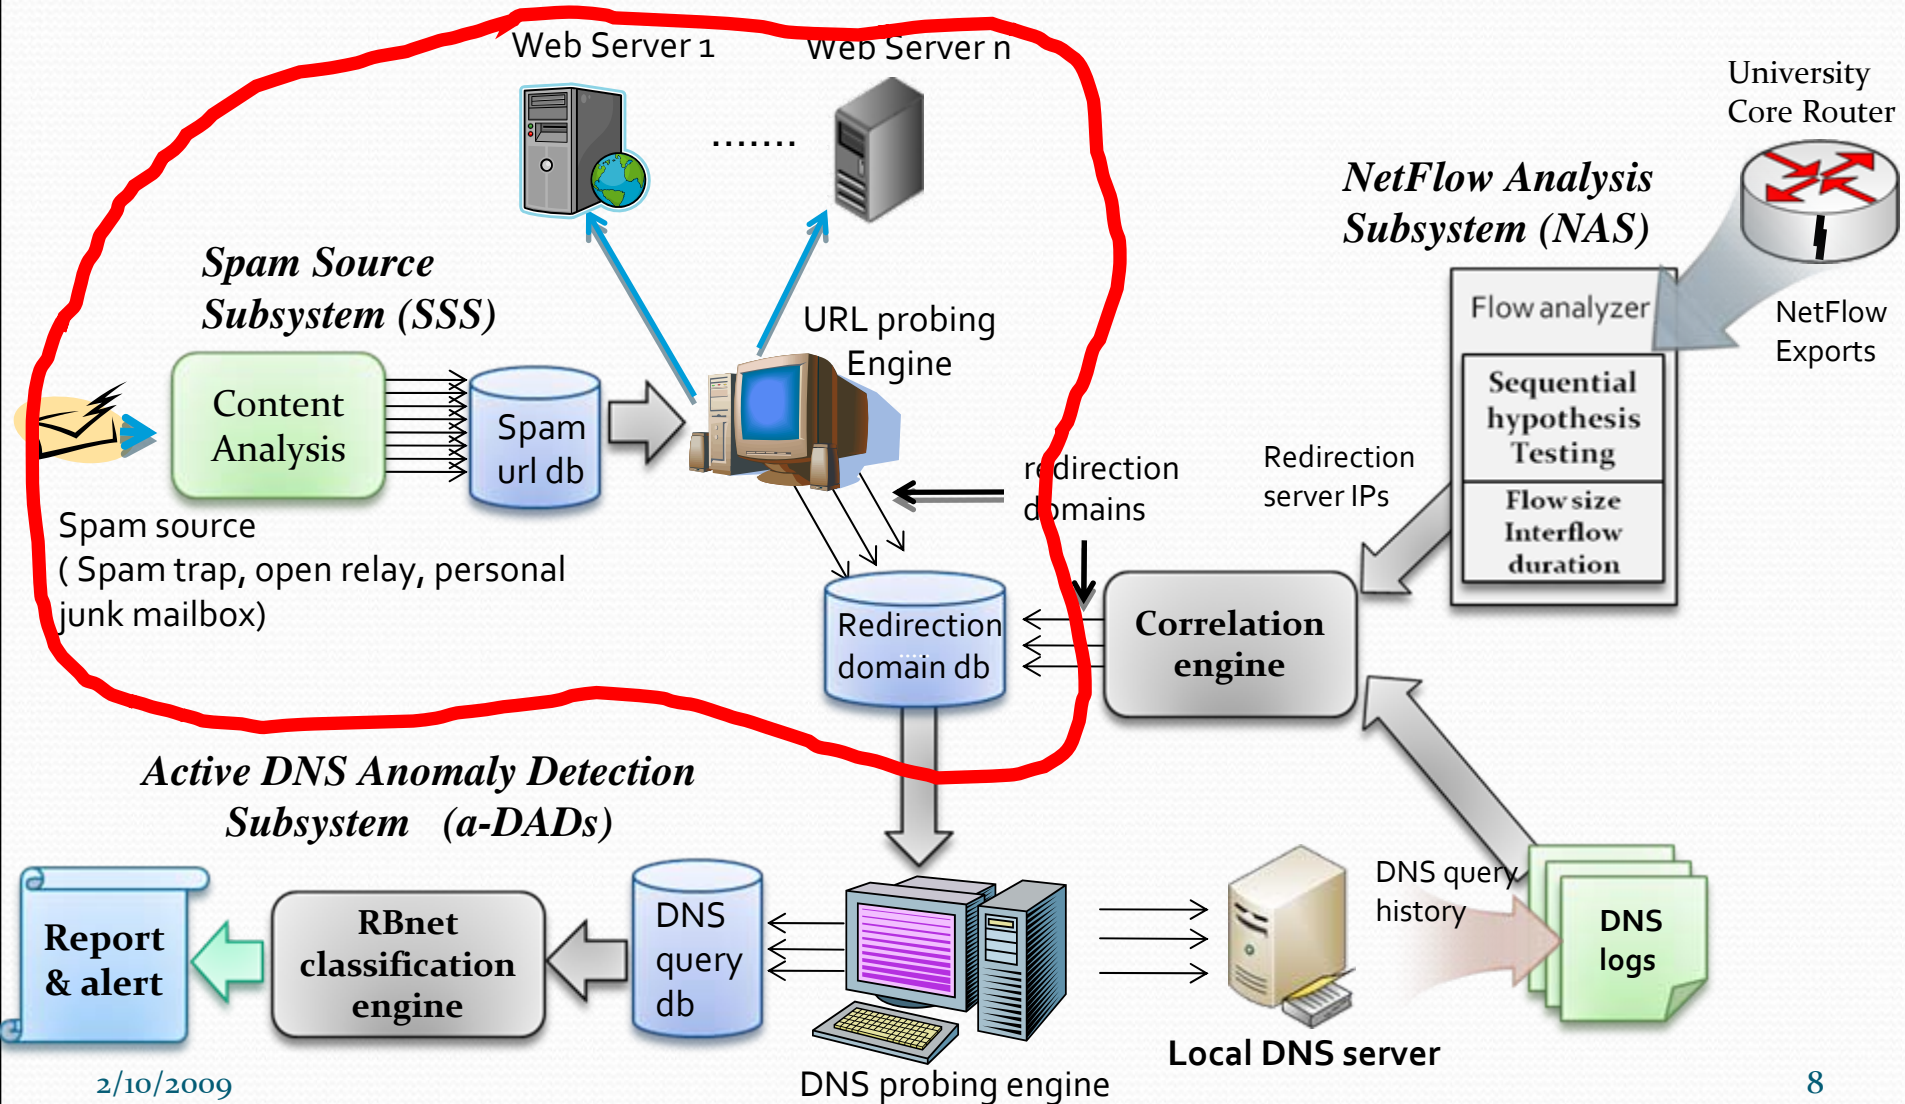 Web Server 1
Web Server n
.......
University
Core Router
NetFlow Analysis
Subsystem (NAS)
Spam Source
Subsystem (SSS)
URL probing
Engine
Flow analyzer
NetFlow
Exports
Content
Analysis
Spam
url db
Sequential
hypothesis
Testing
Flow size
Interflow
duration
redirection
domains
Redirection
server IPs
Spam source
( Spam trap, open relay, personal
junk mailbox)
Redirection
.....
domain db
Correlation
engine
Active DNS Anomaly Detection
Subsystem (a-DADs)
Report
& alert
RBnet
classification
engine
DNS
query
db
DNS query
history
DNS
logs
Local DNS server
DNS probing engine
2/10/2009
8